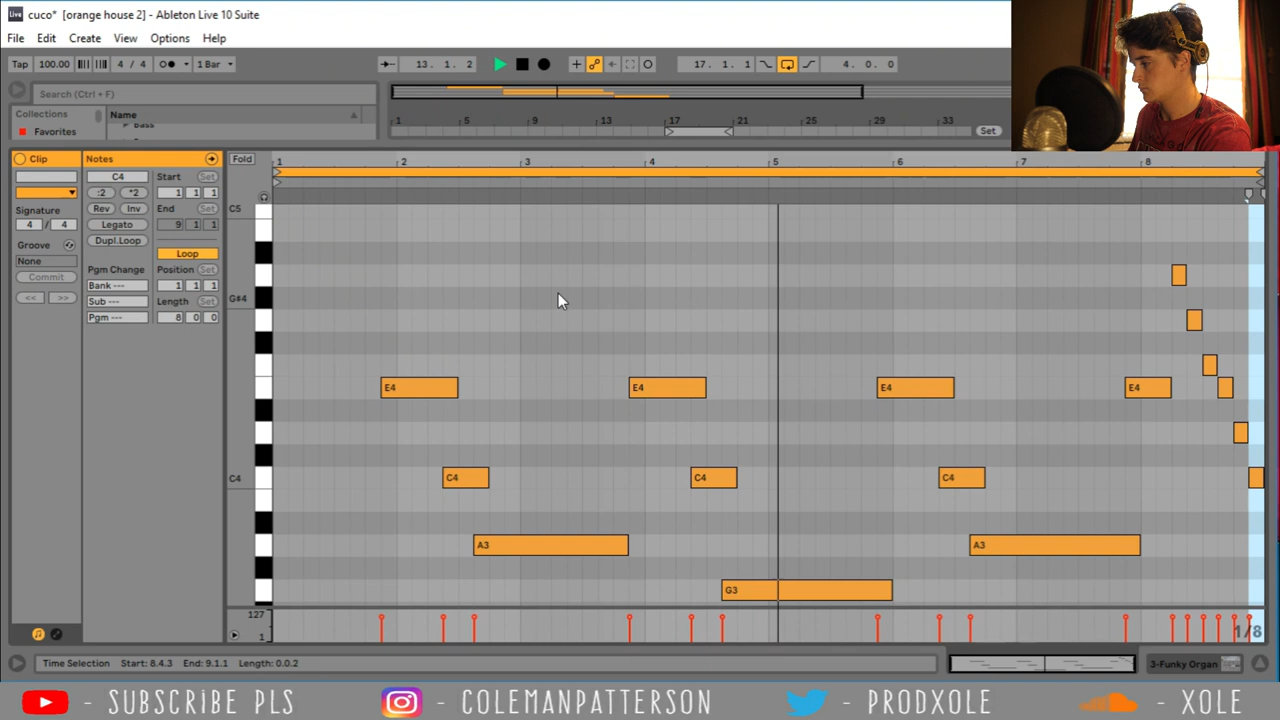 Live cuco* [orange house 2] - Ableton Live 10 Suite
File Edit Create View Options Help
Tap 100.00 4 / 4 1 Bar 13. 1. 2 17. 1. 1 4. 0. 0
Search (Ctrl + F)
Collections Name
Favorites Bass
1 5 9 13 17 21 25 29 33 Set
Clip Notes Fold 1 2 3 4 5 6 7 8
C4 Start Set
:2 *2 1 1 1
Signature Rev Inv End Set C5
4 / 4 Legato 9 1 1
Groove Dupl.Loop
None Loop
Commit Pgm Change Position Set
<< >> Bank --- 1 1 1
Sub --- Length G#4
Pgm --- 8 0 0
E4 E4 E4 E4
C4 C4 C4 C4
A3 A3
G3
127
1 1/8
Time Selection Start: 8.4.3 End: 9.1.1 Length: 0.0.2 3-Funky Organ
- SUBSCRiBE PLS - COLEMANPATTERSON - PRODXOLE - XOLE